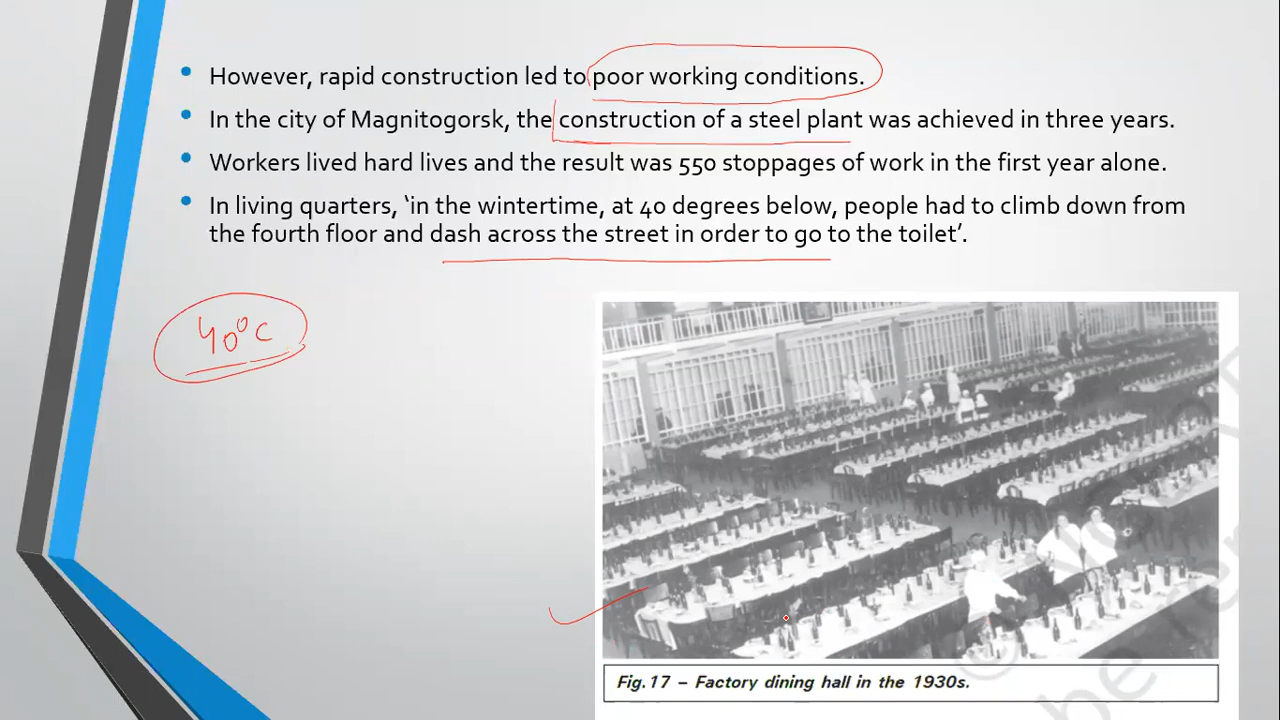 However, rapid construction led to poor working conditions.
In the city of Magnitogorsk, the construction of a steel plant was achieved in three years.
Workers lived hard lives and the result was 550 stoppages of work in the first year alone.
In living quarters, ‘in the wintertime, at 40 degrees below, people had to climb down from
the fourth floor and dash across the street in order to go to the toilet’.
40°C
Fig.17 – Factory dining hall in the 1930s.